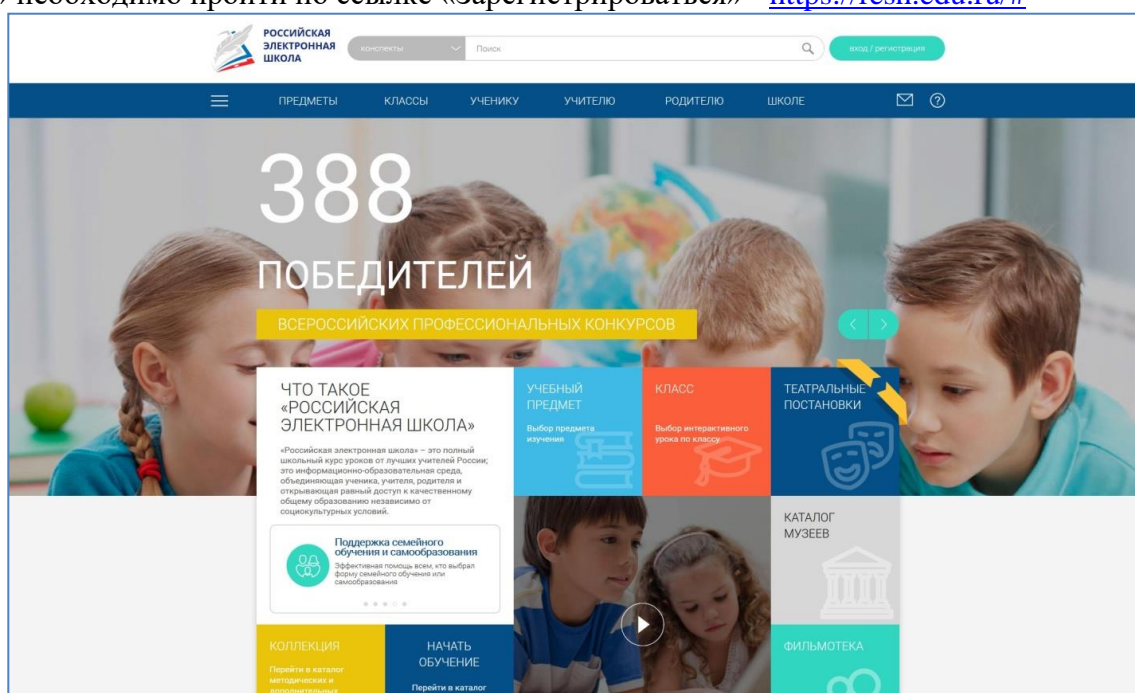 необходимо пройти по ссылке «Зарегистрироваться» - https://resh.edu.ru/#
РОССИЙСКАЯ
ЭЛЕКТРОННАЯ
ШКОЛА
конспекты
Поиск
вход / регистрация
ПРЕДМЕТЫ КЛАССЫ УЧЕНИКУ УЧИТЕЛЮ РОДИТЕЛЮ ШКОЛЕ
388
ПОБЕДИТЕЛЕЙ
ВСЕРОССИЙСКИХ ПРОФЕССИОНАЛЬНЫХ КОНКУРСОВ
ЧТО ТАКОЕ
«РОССИЙСКАЯ
ЭЛЕКТРОННАЯ ШКОЛА»
«Российская электронная школа» – это полный
школьный курс уроков от лучших учителей России;
это информационно-образовательная среда,
объединяющая ученика, учителя, родителя и
открывающая равный доступ к качественному
общему образованию независимо от
социокультурных условий.
Поддержка семейного
обучения и самообразования
Эффективная помощь всем, кто выбрал
форму семейного обучения или
самообразования
УЧЕБНЫЙ
ПРЕДМЕТ
Выбор предмета
изучения
КЛАСС
Выбор интерактивного
урока по классу
ТЕАТРАЛЬНЫЕ
ПОСТАНОВКИ
КАТАЛОГ
МУЗЕЕВ
КОЛЛЕКЦИЯ
Перейти в каталог
методических и
дополнительных
НАЧАТЬ
ОБУЧЕНИЕ
Перейти в каталог
ФИЛЬМОТЕКА